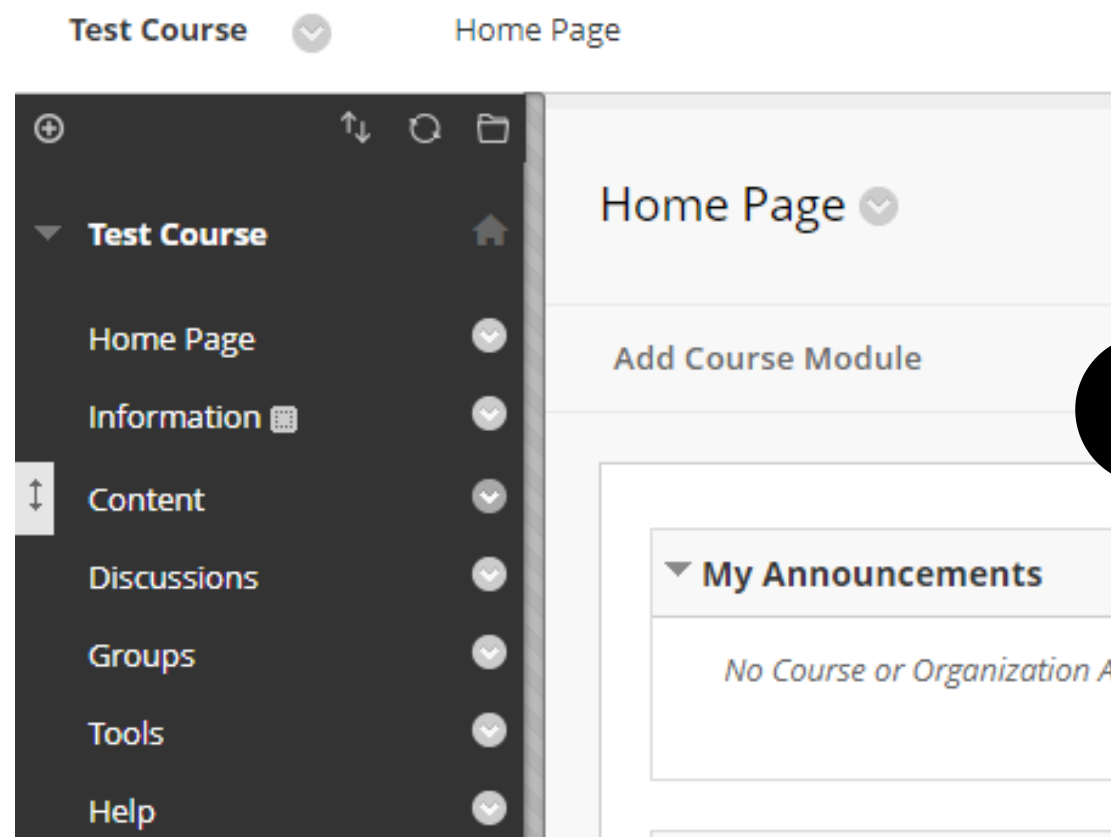 Test Course
Home Page
Test Course
Home Page
Information
Content
Discussions
Groups
Tools
Help
Home Page
Add Course Module
My Announcements
No Course or Organization